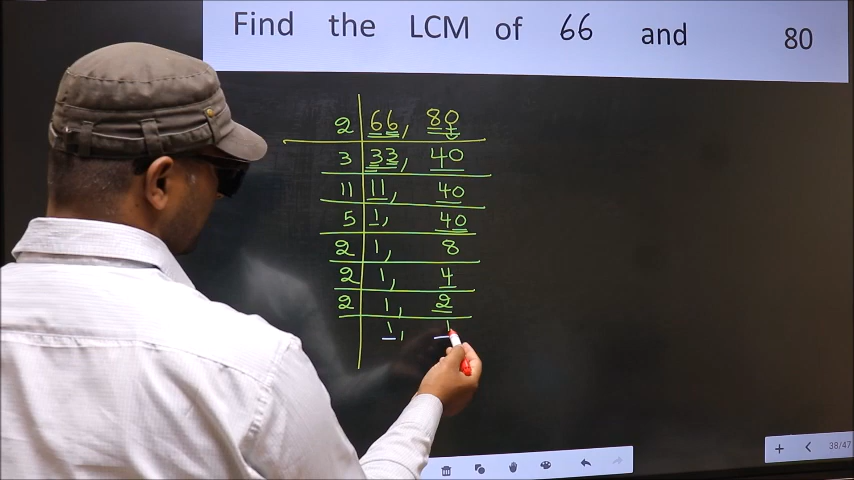 Find the LCM of 66 and 80
2 66, 80
3 33, 40
11 11, 40
5 1, 40
2 1, 8
2 1, 4
2 1, 2
1, 1
38/47